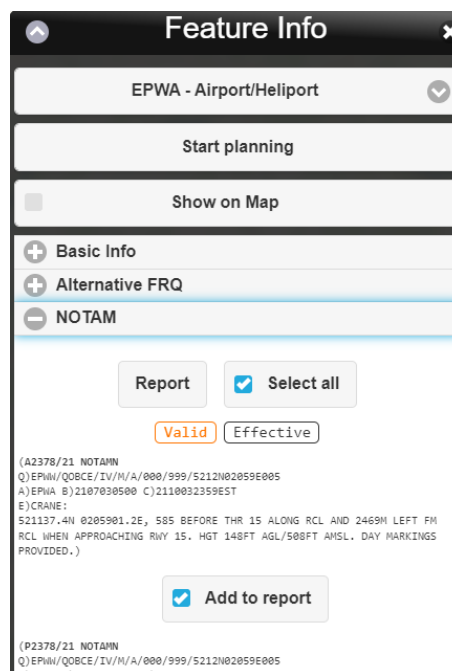 Feature Info
EPWA - Airport/Heliport
Start planning
Show on Map
Basic Info
Alternative FRQ
NOTAM
Report
Select all
Valid
Effective
(A2378/21 NOTAMN
Q)EPWW/QOBCE/IV/M/A/000/999/5212N02059E005
A)EPWA B)2107030500 C)2110032359EST
E)CRANE:
521137.4N 0205901.2E, 585 BEFORE THR 15 ALONG RCL AND 2469M LEFT FM
RCL WHEN APPROACHING RWY 15. HGT 148FT AGL/508FT AMSL. DAY MARKINGS
PROVIDED.)
Add to report
(P2378/21 NOTAMN
Q)EPWW/QOBCE/IV/M/A/000/999/5212N02059E005